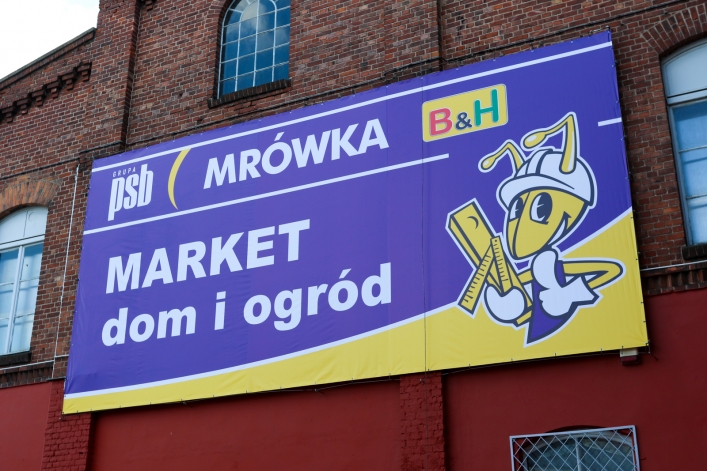 GRUPA
psb
MRÓWKA
B&H
MARKET
dom i ogród